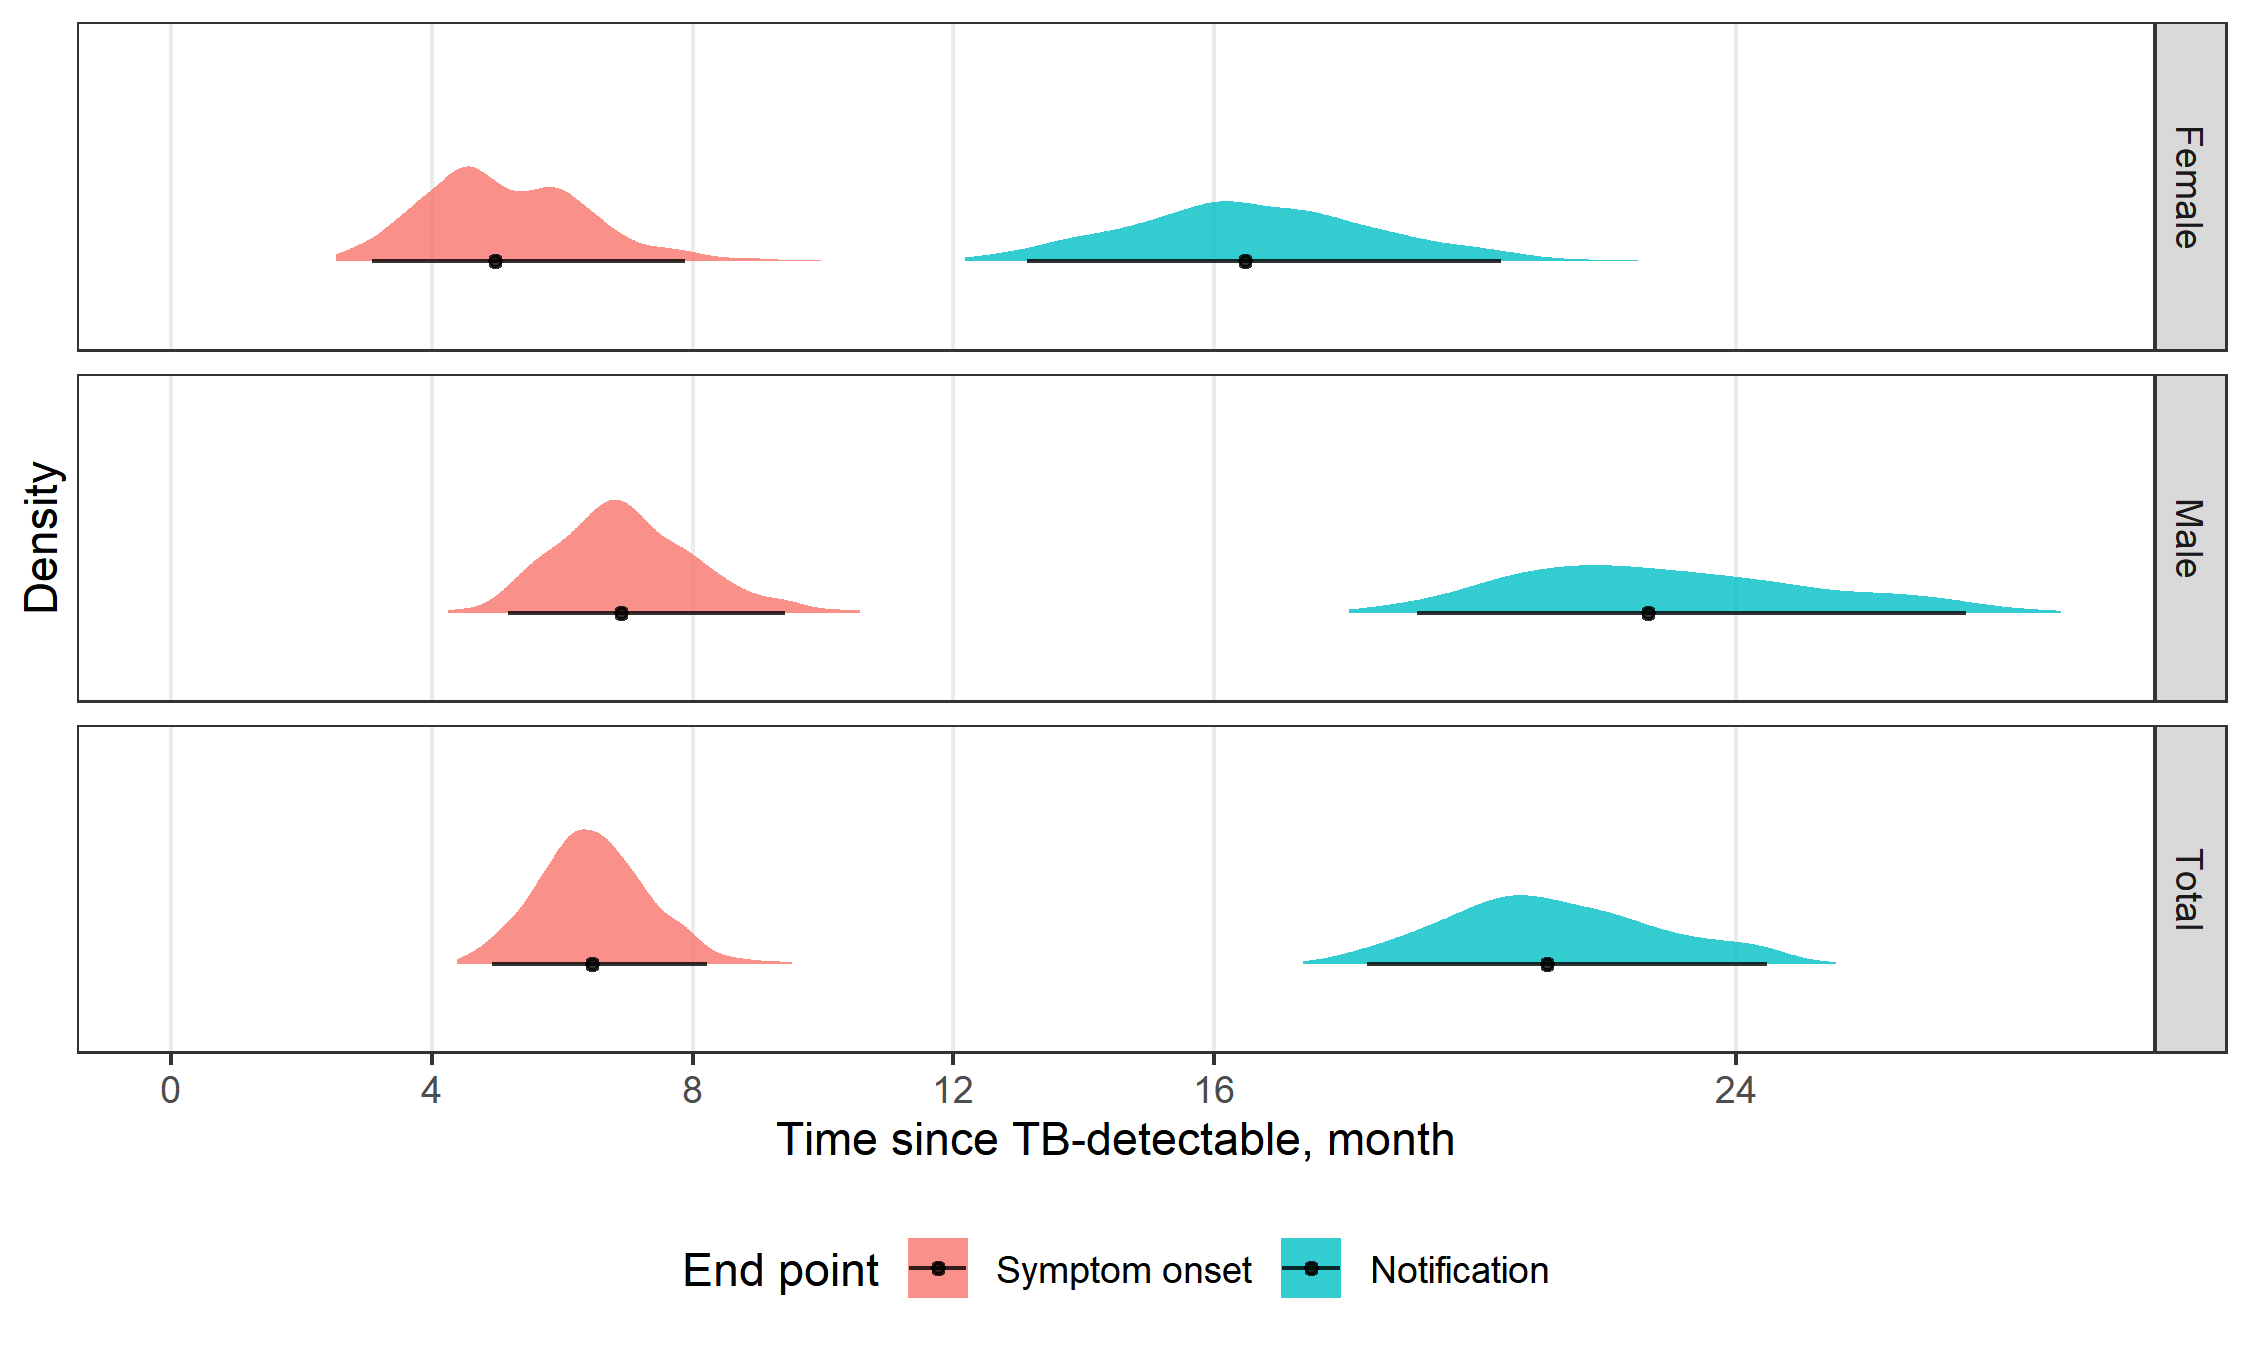 Female
Male
Total
Density
0 4 8 12 16 24
Time since TB-detectable, month
End point Symptom onset Notification